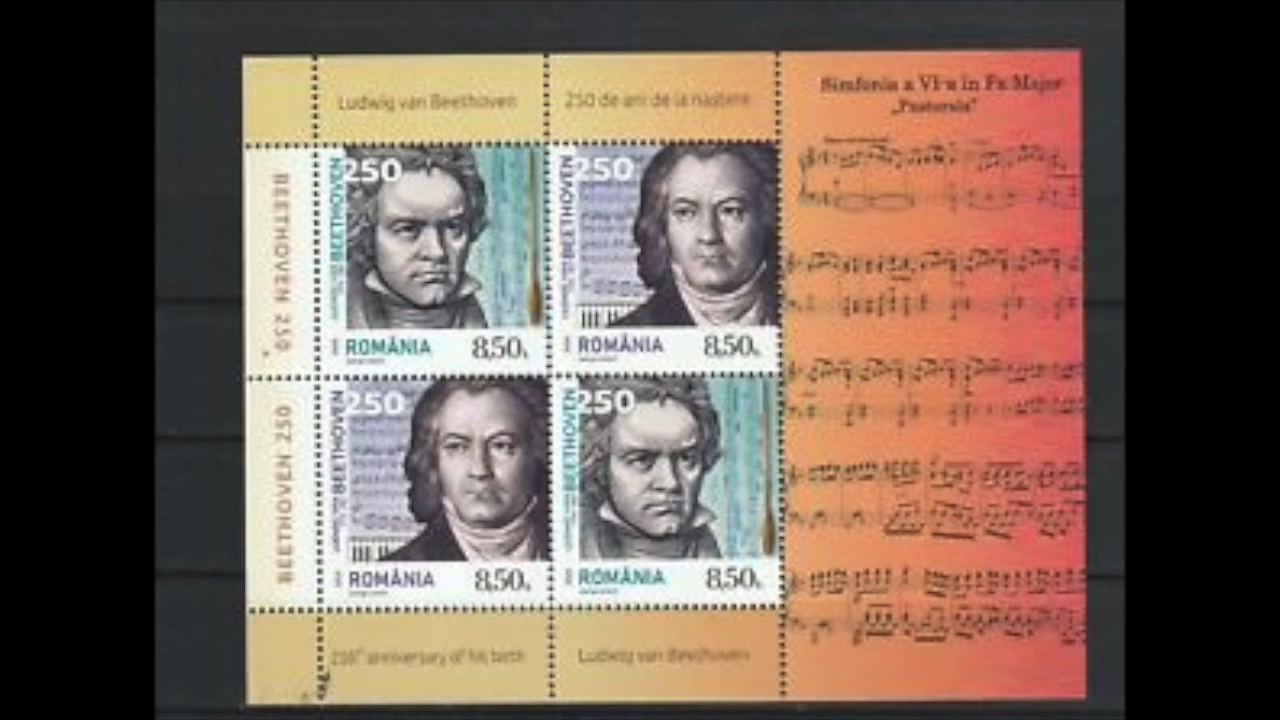 Ludwig van Beethoven
250 de ani de la naștere
Simfonia a VI-a în Fa Major
„Pastorala”
BEETHOVEN 250
250
BEETHOVEN
ROMÂNIA
8,50L
250
BEETHOVEN
ROMÂNIA
8,50L
BEETHOVEN 250
250
BEETHOVEN
ROMÂNIA
8,50L
250
BEETHOVEN
ROMÂNIA
8,50L
250th anniversary of his birth
Ludwig van Beethoven